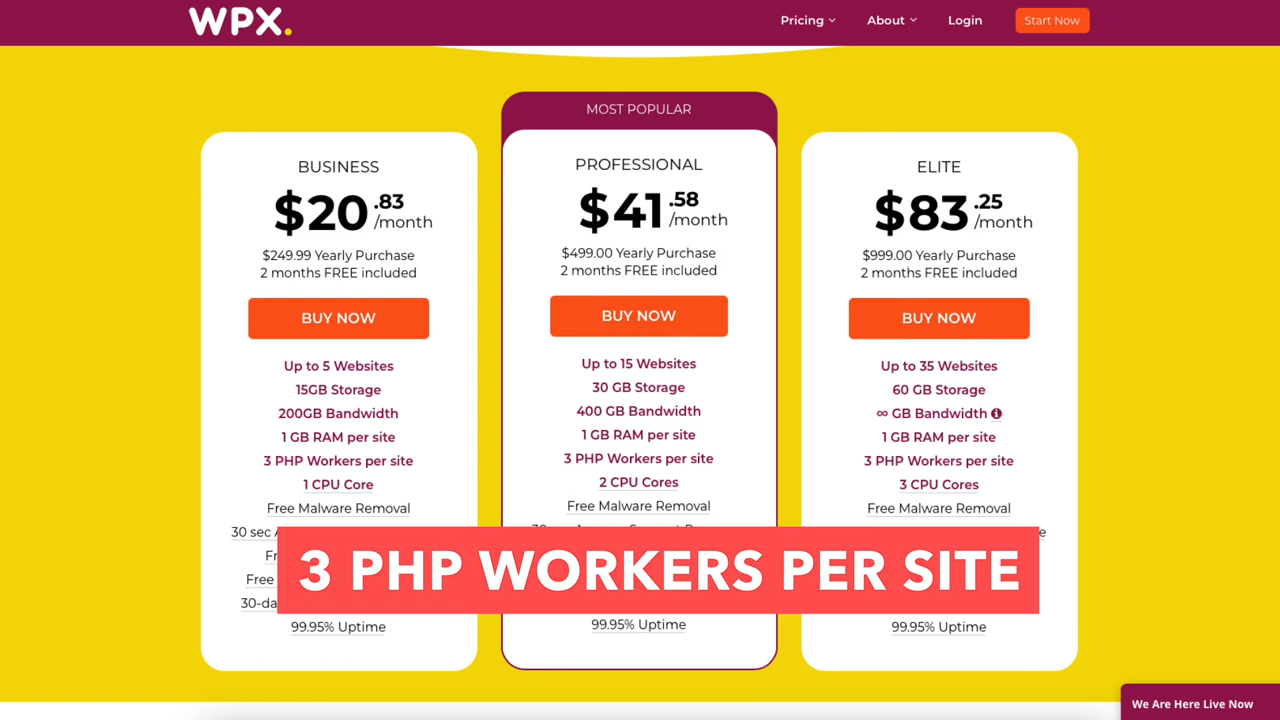 WPX.
Pricing
About
Login
Start Now
BUSINESS
$20.83/month
$249.99 Yearly Purchase
2 months FREE included
BUY NOW
Up to 5 Websites
15GB Storage
200GB Bandwidth
1 GB RAM per site
3 PHP Workers per site
1 CPU Core
Free Malware Removal
30 sec
Free
30-da
99.95% Uptime
MOST POPULAR
PROFESSIONAL
$41.58/month
$499.00 Yearly Purchase
2 months FREE included
BUY NOW
Up to 15 Websites
30 GB Storage
400 GB Bandwidth
1 GB RAM per site
3 PHP Workers per site
2 CPU Cores
Free Malware Removal
99.95% Uptime
ELITE
$83.25/month
$999.00 Yearly Purchase
2 months FREE included
BUY NOW
Up to 35 Websites
60 GB Storage
∞ GB Bandwidth
1 GB RAM per site
3 PHP Workers per site
3 CPU Cores
Free Malware Removal
99.95% Uptime
3 PHP WORKERS PER SITE
We Are Here Live Now